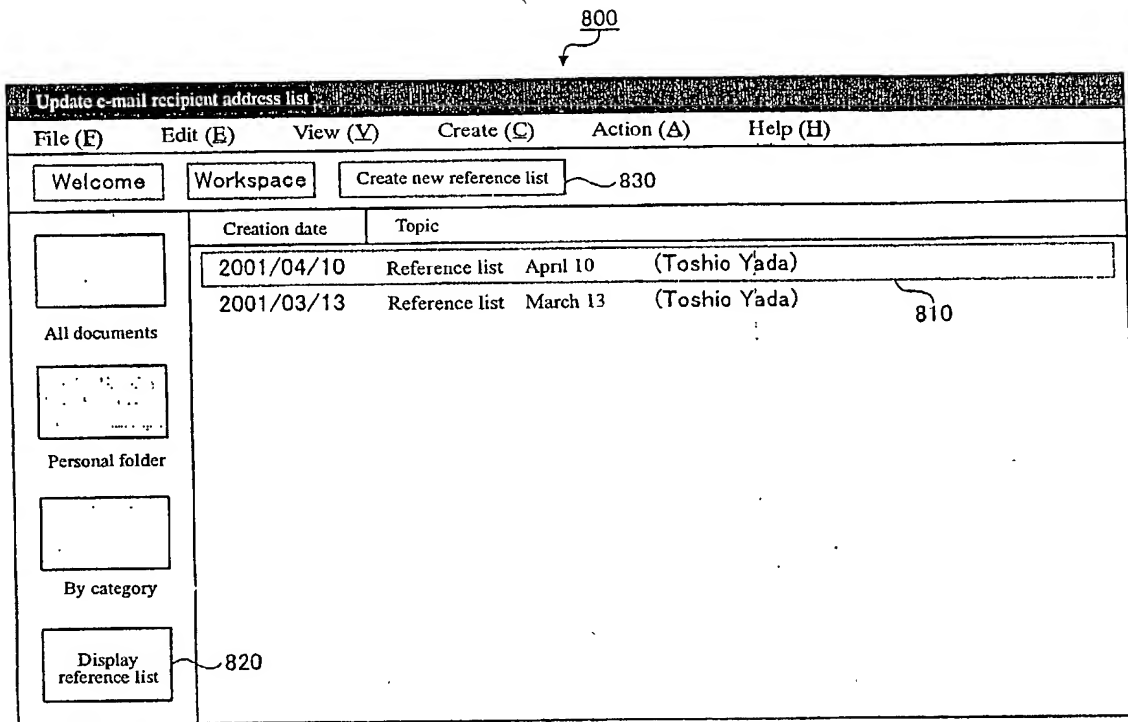 800
Update e-mail recipient address list
File (F) Edit (E) View (V) Create (C) Action (A) Help (H)
Welcome Workspace Create new reference list 830
Creation date Topic
2001/04/10 Reference list April 10 (Toshio Yada)
2001/03/13 Reference list March 13 (Toshio Yada)
810
All documents
Personal folder
By category
Display
reference list
820